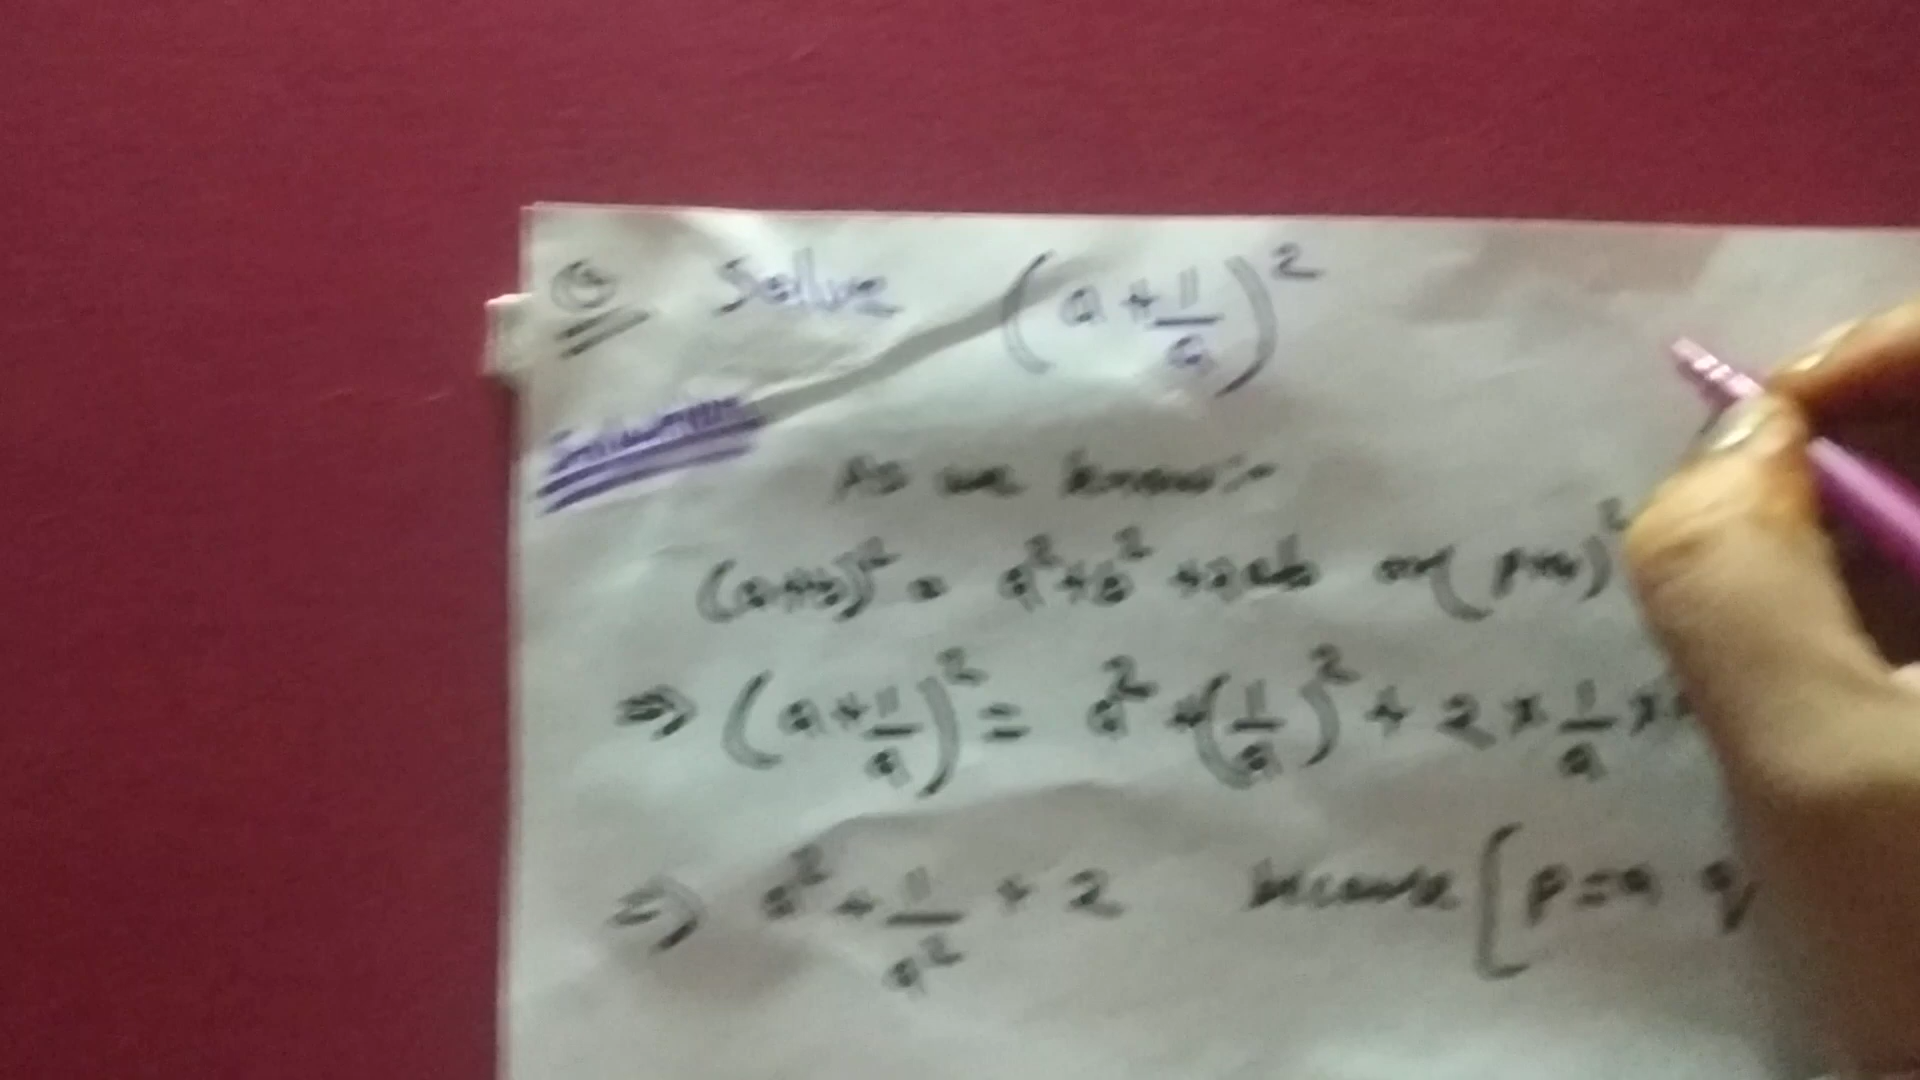 Q Solve (a + 1/a)²
Solution
As we know:-
(a+b)² = a²+b²+2ab or (p+q)²
⇒ (a+1/a)² = a²+(1/a)²+2×1/a×
⇒ a²+1/a²+2 because [p=a q